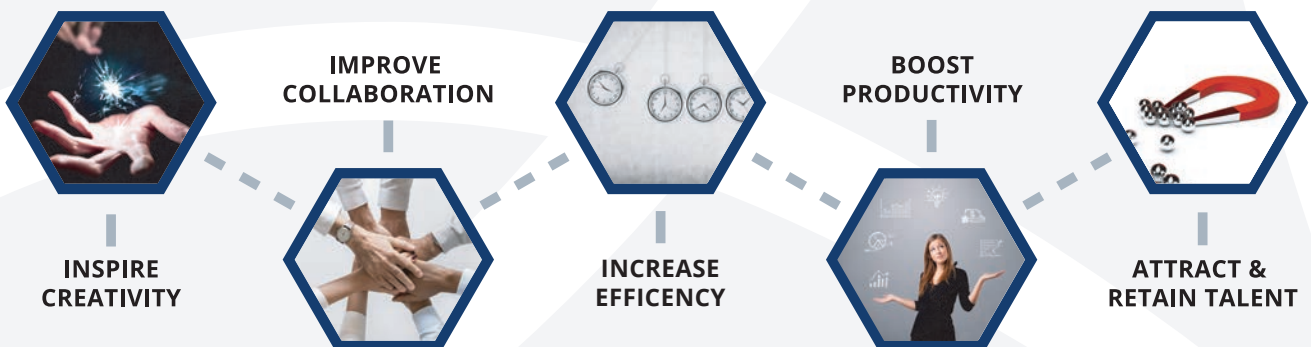 INSPIRE
CREATIVITY
IMPROVE
COLLABORATION
INCREASE
EFFICENCY
BOOST
PRODUCTIVITY
ATTRACT &
RETAIN TALENT